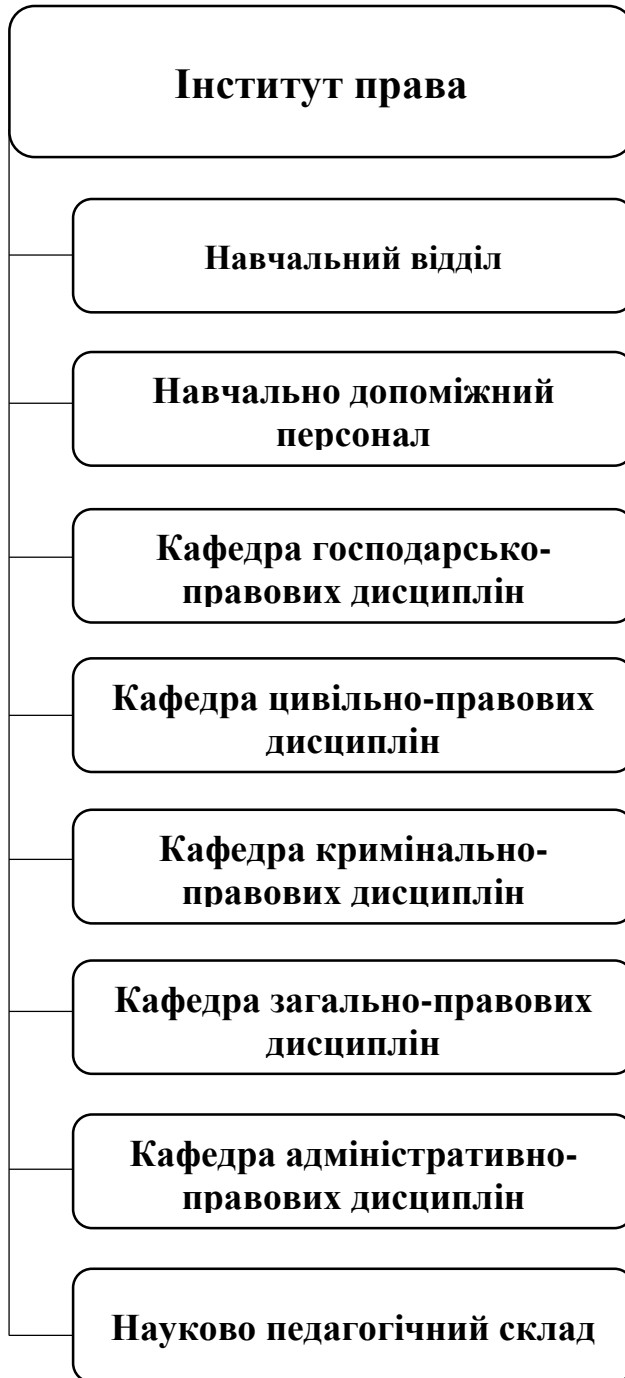 Інститут права
Навчальний відділ
Навчально допоміжний
персонал
Кафедра господарсько-
правових дисциплін
Кафедра цивільно-правових
дисциплін
Кафедра кримінально-
правових дисциплін
Кафедра загально-правових
дисциплін
Кафедра адміністративно-
правових дисциплін
Науково педагогічний склад